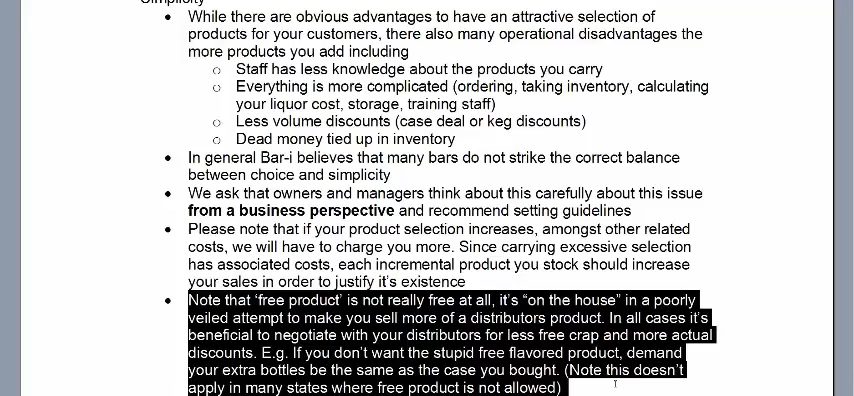 Simplicity
• While there are obvious advantages to have an attractive selection of
products for your customers, there also many operational disadvantages the
more products you add including
○ Staff has less knowledge about the products you carry
○ Everything is more complicated (ordering, taking inventory, calculating
your liquor cost, storage, training staff)
○ Less volume discounts (case deal or keg discounts)
○ Dead money tied up in inventory
• In general Bar-i believes that many bars do not strike the correct balance
between choice and simplicity
• We ask that owners and managers think about this carefully about this issue
from a business perspective and recommend setting guidelines
• Please note that if your product selection increases, amongst other related
costs, we will have to charge you more. Since carrying excessive selection
has associated costs, each incremental product you stock should increase
your sales in order to justify it's existence
• Note that 'free product' is not really free at all, it's "on the house" in a poorly
veiled attempt to make you sell more of a distributors product. In all cases it's
beneficial to negotiate with your distributors for less free crap and more actual
discounts. E.g. If you don't want the stupid free flavored product, demand
your extra bottles be the same as the case you bought. (Note this doesn't
apply in many states where free product is not allowed)